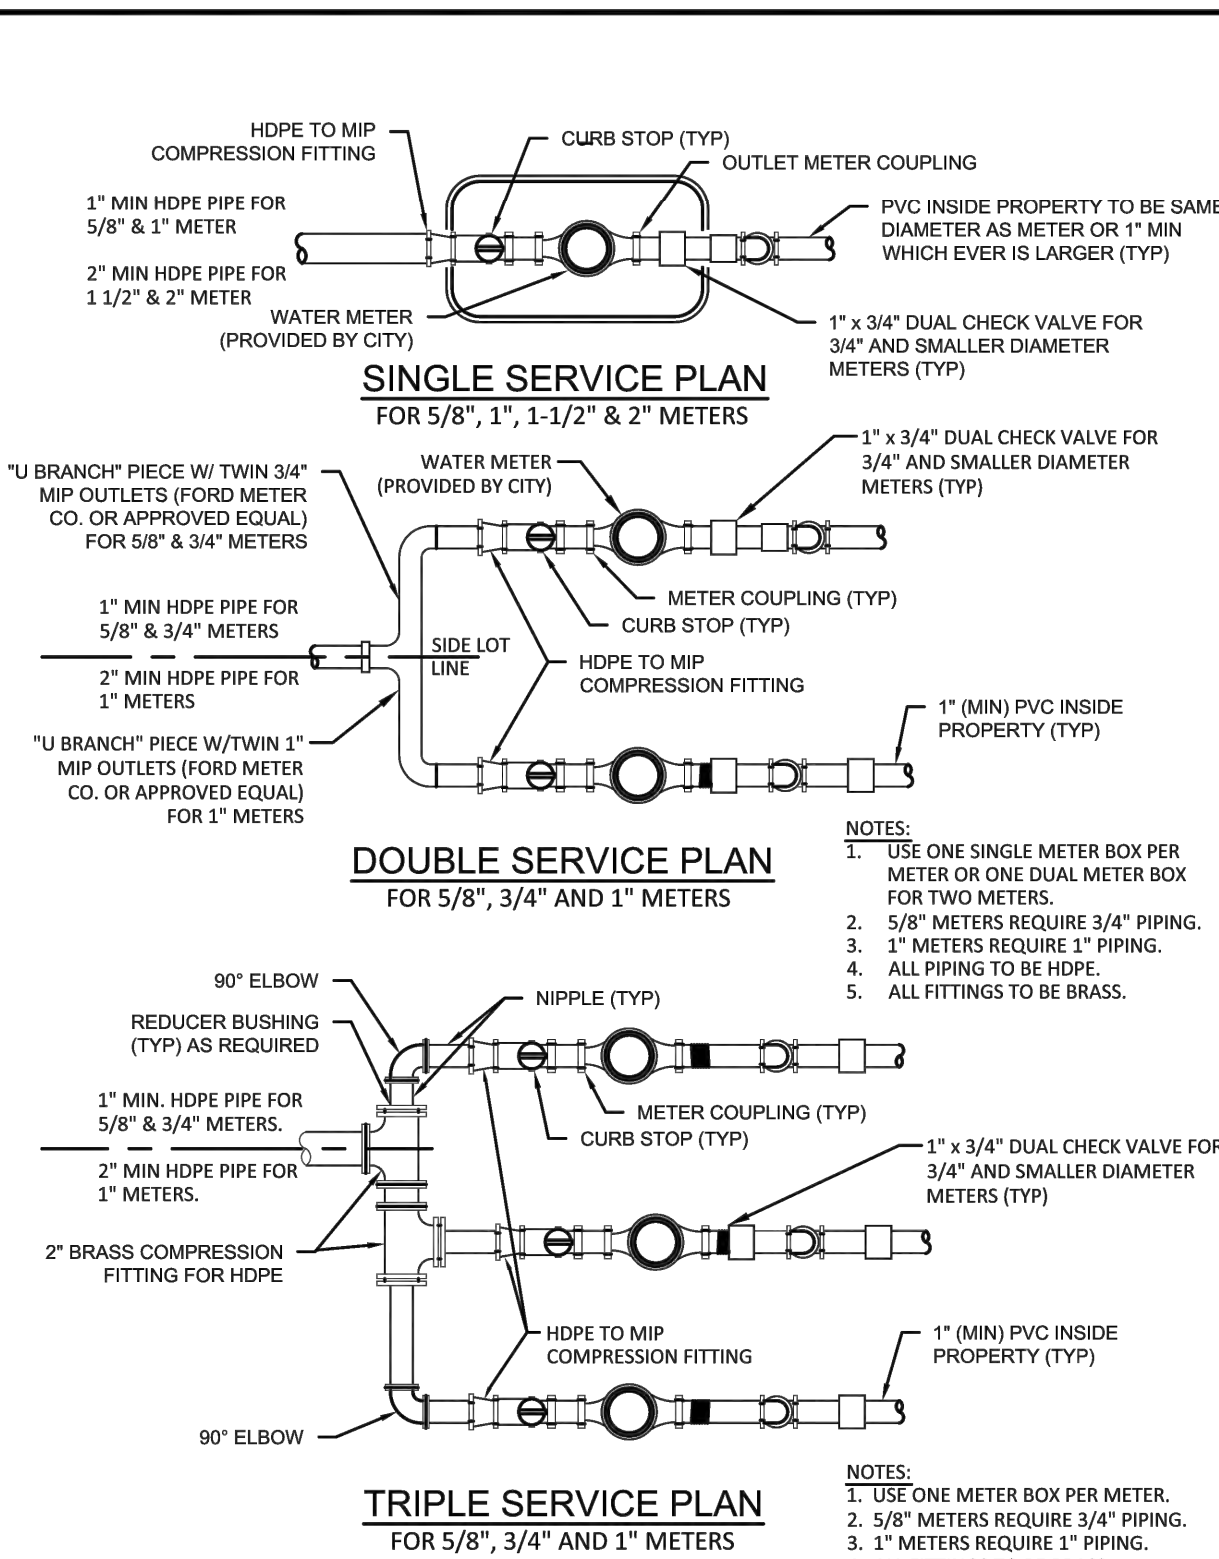 HDPE TO MIP
COMPRESSION FITTING
CURB STOP (TYP)
OUTLET METER COUPLING
1" MIN HDPE PIPE FOR
5/8" & 1" METER
PVC INSIDE PROPERTY TO BE SAME
DIAMETER AS METER OR 1" MIN
WHICH EVER IS LARGER (TYP)
2" MIN HDPE PIPE FOR
1 1/2" & 2" METER
WATER METER
(PROVIDED BY CITY)
1" x 3/4" DUAL CHECK VALVE FOR
3/4" AND SMALLER DIAMETER
METERS (TYP)
SINGLE SERVICE PLAN
FOR 5/8", 1", 1-1/2" & 2" METERS
"U BRANCH" PIECE W/ TWIN 3/4"
MIP OUTLETS (FORD METER
CO. OR APPROVED EQUAL)
FOR 5/8" & 3/4" METERS
WATER METER
(PROVIDED BY CITY)
1" x 3/4" DUAL CHECK VALVE FOR
3/4" AND SMALLER DIAMETER
METERS (TYP)
1" MIN HDPE PIPE FOR
5/8" & 3/4" METERS
METER COUPLING (TYP)
CURB STOP (TYP)
SIDE LOT
LINE
2" MIN HDPE PIPE FOR
1" METERS
HDPE TO MIP
COMPRESSION FITTING
"U BRANCH" PIECE W/TWIN 1"
MIP OUTLETS (FORD METER
CO. OR APPROVED EQUAL)
FOR 1" METERS
1" (MIN) PVC INSIDE
PROPERTY (TYP)
DOUBLE SERVICE PLAN
FOR 5/8", 3/4" AND 1" METERS
NOTES:
1. USE ONE SINGLE METER BOX PER
METER OR ONE DUAL METER BOX
FOR TWO METERS.
2. 5/8" METERS REQUIRE 3/4" PIPING.
3. 1" METERS REQUIRE 1" PIPING.
4. ALL PIPING TO BE HDPE.
5. ALL FITTINGS TO BE BRASS.
90° ELBOW
NIPPLE (TYP)
REDUCER BUSHING
(TYP) AS REQUIRED
1" MIN. HDPE PIPE FOR
5/8" & 3/4" METERS.
METER COUPLING (TYP)
CURB STOP (TYP)
2" MIN HDPE PIPE FOR
1" METERS.
1" x 3/4" DUAL CHECK VALVE FOR
3/4" AND SMALLER DIAMETER
METERS (TYP)
2" BRASS COMPRESSION
FITTING FOR HDPE
HDPE TO MIP
COMPRESSION FITTING
1" (MIN) PVC INSIDE
PROPERTY (TYP)
90° ELBOW
TRIPLE SERVICE PLAN
FOR 5/8", 3/4" AND 1" METERS
NOTES:
1. USE ONE METER BOX PER METER.
2. 5/8" METERS REQUIRE 3/4" PIPING.
3. 1" METERS REQUIRE 1" PIPING.